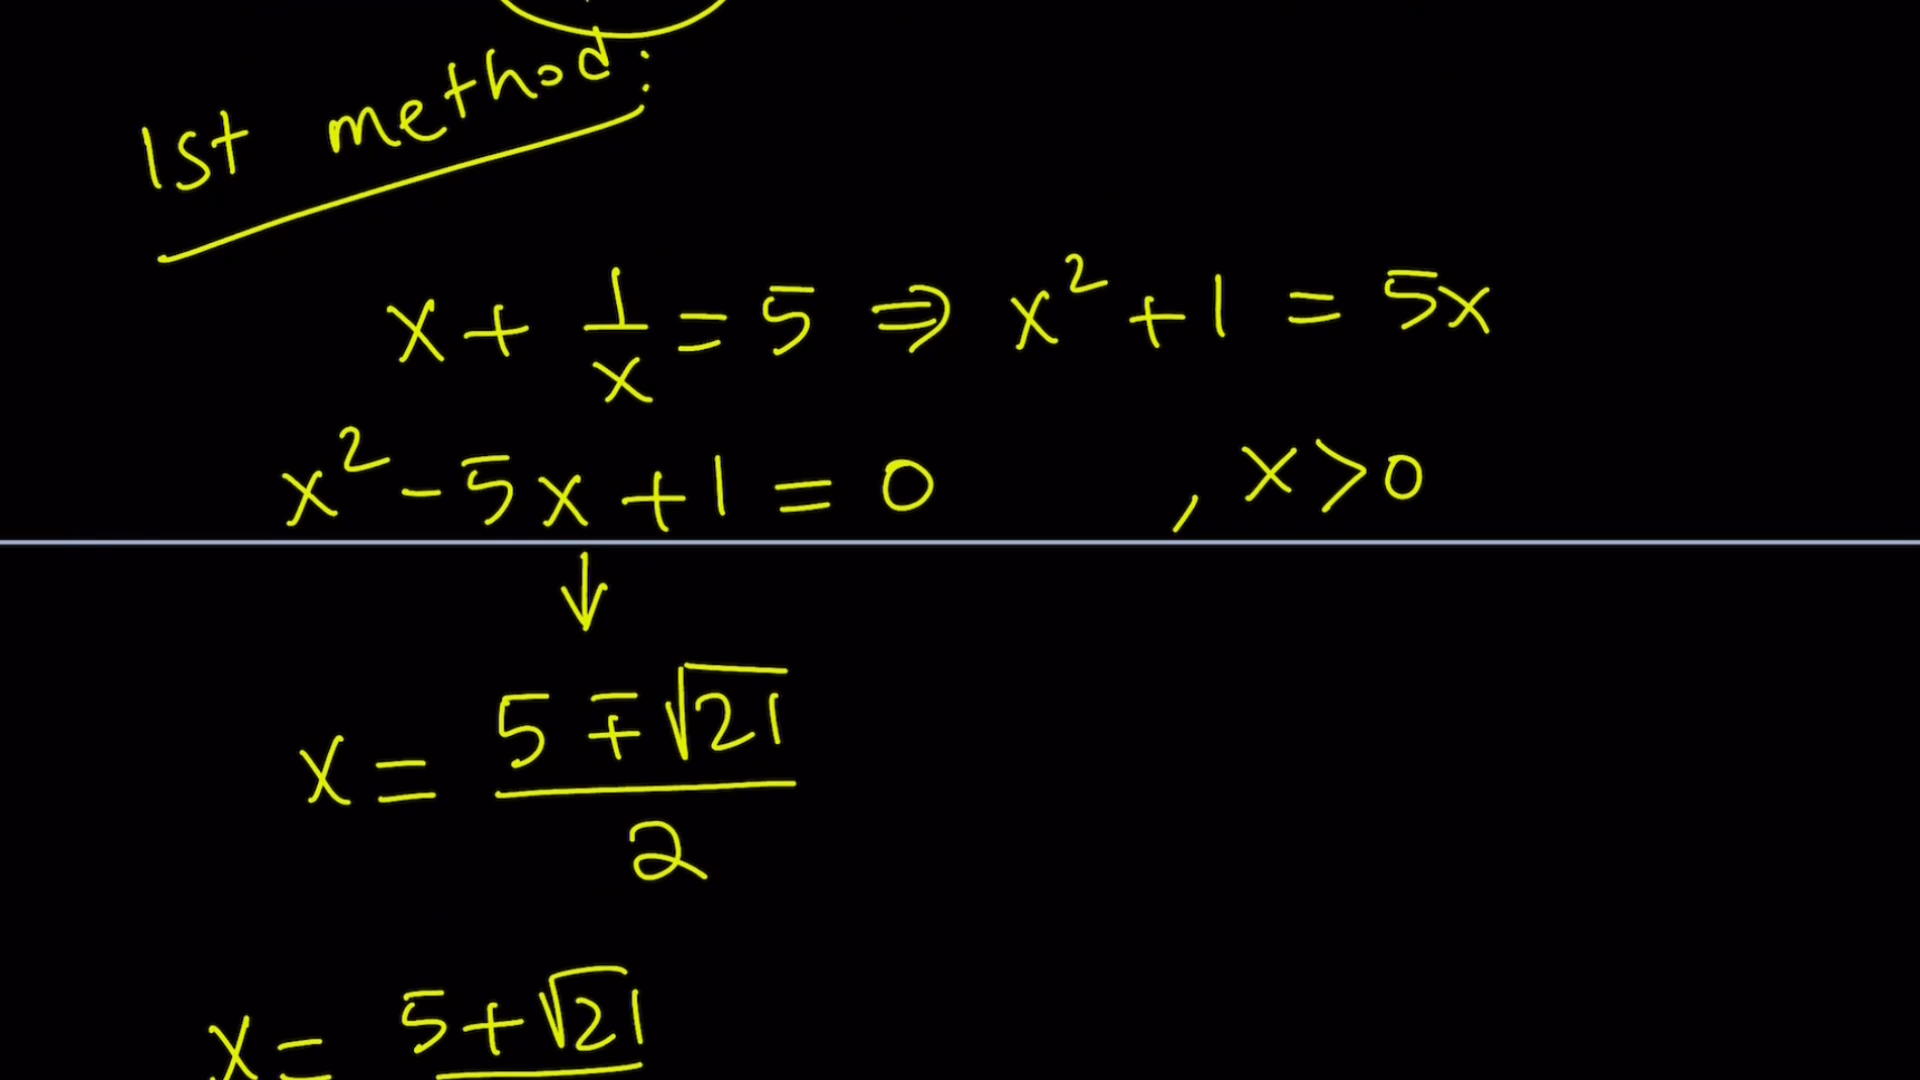 1st method:
x + 1/x = 5 ⇒ x² + 1 = 5x
x² - 5x + 1 = 0 , x > 0
↓
x = (5 ∓ √21)/2
x = 5 + √21